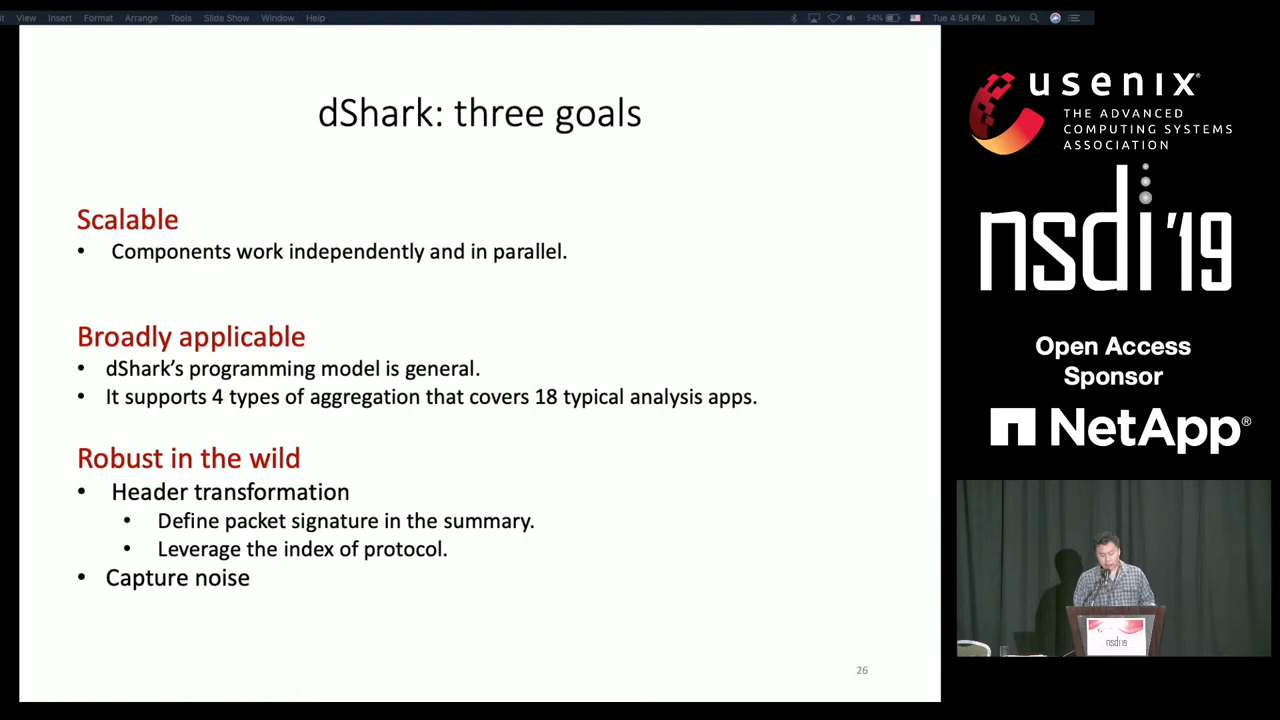 View Insert Format Arrange Tools Slide Show Window Help
54% Tue 4:54 PM Da Yu
dShark: three goals
Scalable
• Components work independently and in parallel.
Broadly applicable
• dShark’s programming model is general.
• It supports 4 types of aggregation that covers 18 typical analysis apps.
Robust in the wild
• Header transformation
• Define packet signature in the summary.
• Leverage the index of protocol.
• Capture noise
26
usenix®
THE ADVANCED
COMPUTING SYSTEMS
ASSOCIATION
nsdi '19
Open Access
Sponsor
NetApp®
nsdi'19